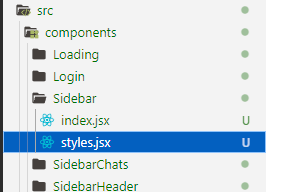 src
components
Loading
Login
Sidebar
index.jsx U
styles.jsx U
SidebarChats
SidebarHeader